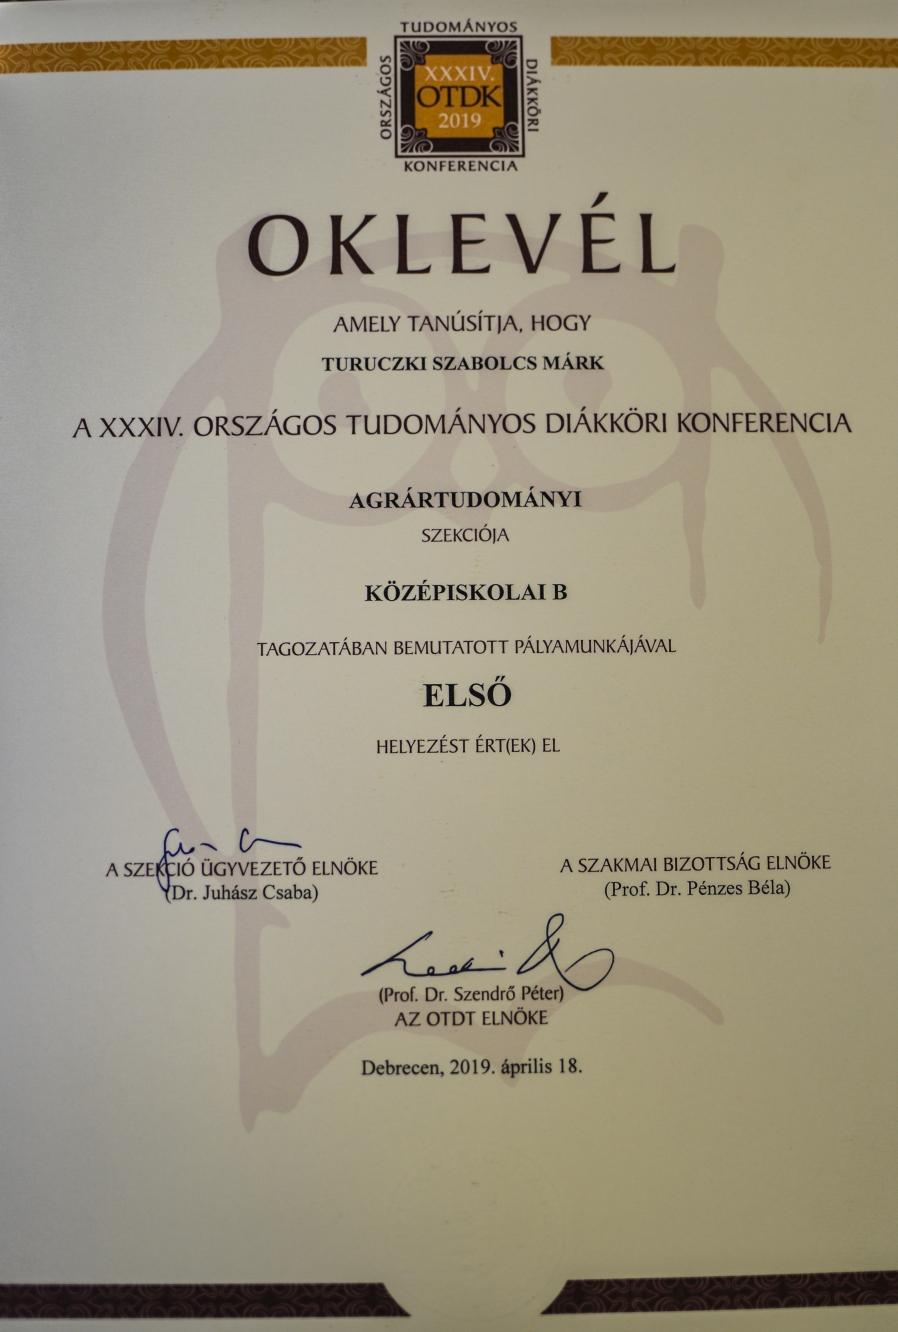 TUDOMÁNYOS
ORSZÁGOS
XXXIV.
OTDK
2019
DIÁKKÖRI
KONFERENCIA
OKLEVÉL
AMELY TANÚSÍTJA, HOGY
TURUCZKI SZABOLCS MÁRK
A XXXIV. ORSZÁGOS TUDOMÁNYOS DIÁKKÖRI KONFERENCIA
AGRÁRTUDOMÁNYI
SZEKCIÓJA
KÖZÉPISKOLAI B
TAGOZATÁBAN BEMUTATOTT PÁLYAMUNKÁJÁVAL
ELSŐ
HELYEZÉST ÉRT(EK) EL
A SZEKCIÓ ÜGYVEZETŐ ELNÖKE
(Dr. Juhász Csaba)
A SZAKMAI BIZOTTSÁG ELNÖKE
(Prof. Dr. Pénzes Béla)
(Prof. Dr. Szendrő Péter)
AZ OTDT ELNÖKE
Debrecen, 2019. április 18.